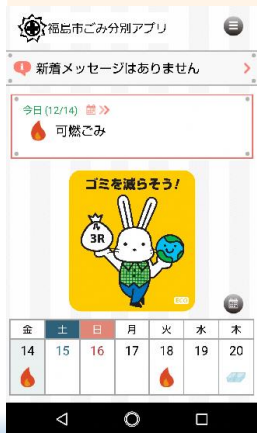 福島市ごみ分別アプリ
新着メッセージはありません
今日(12/14)
可燃ごみ
ゴミを減らそう!
3R
金 土 日 月 火 水 木
14 15 16 17 18 19 20